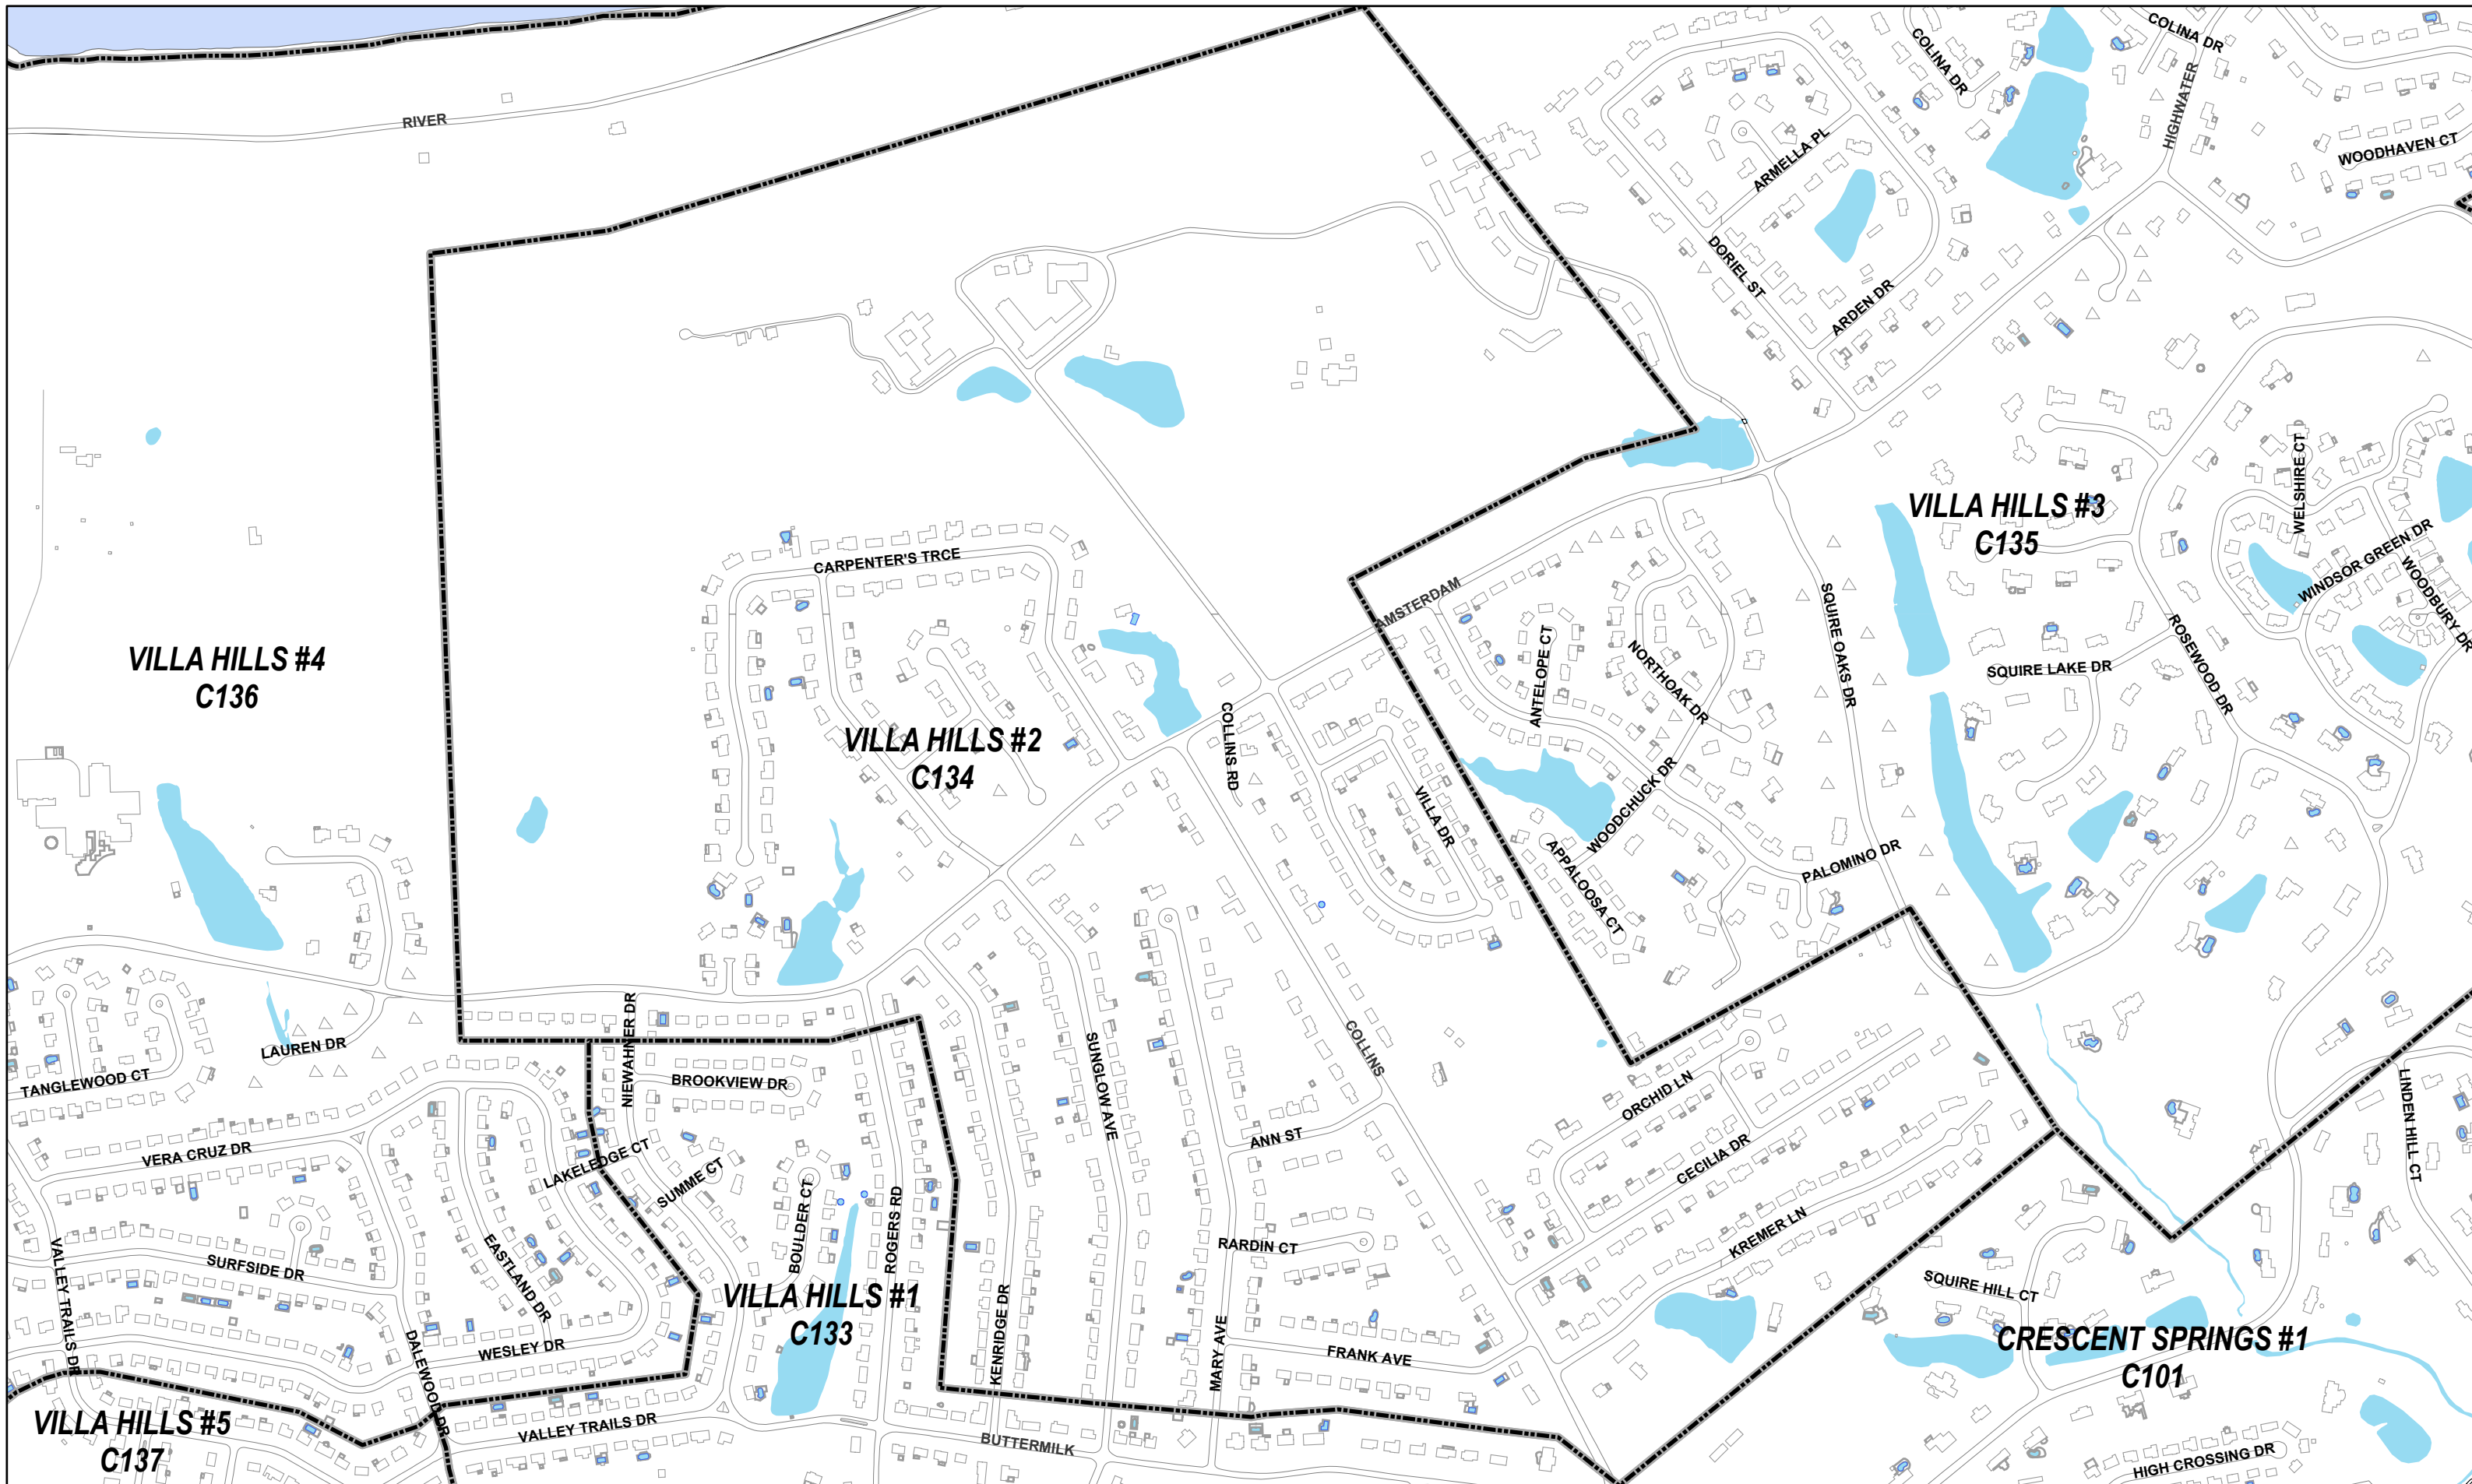 COLINA DR
COLINA DR
RIVER
HIGHWATER
WOODHAVEN CT
ARMELLA PL
DORIEL ST
ARDEN DR
WELSHIRE CT
VILLA HILLS #3
C135
CARPENTER'S TRCE
WINDSOR GREEN DR
WOODBURY DR
AMSTERDAM
SQUIRE OAKS DR
ANTELOPE CT
NORTHOAK DR
ROSEWOOD DR
SQUIRE LAKE DR
VILLA HILLS #4
C136
COLLINS RD
VILLA HILLS #2
C134
VILLA DR
WOODCHUCK DR
APPALOOSA CT
PALOMINO DR
NIEWAHNER DR
LAUREN DR
SUNGLOW AVE
COLLINS
TANGLEWOOD CT
BROOKVIEW DR
ORCHID LN
LINDEN HILL CT
VERA CRUZ DR
LAKELEDGE CT
SUMME CT
ANN ST
CECILIA DR
BOULDER CT
ROGERS RD
VALLEY TRAILS DR
SURFSIDE DR
EASTLAND DR
RARDIN CT
KREMER LN
SQUIRE HILL CT
VILLA HILLS #1
C133
KENRIDGE DR
MARY AVE
FRANK AVE
WESLEY DR
DALEWOOD DR
CRESCENT SPRINGS #1
C101
VILLA HILLS #5
C137
VALLEY TRAILS DR
BUTTERMILK
HIGH CROSSING DR